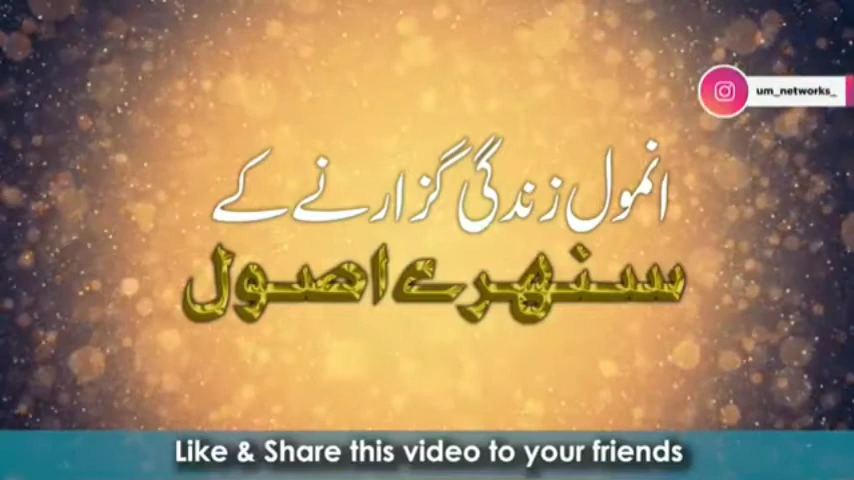 um_networks_
انمول زندگی گزارنے کے
سنہرے اصول
Like & Share this video to your friends